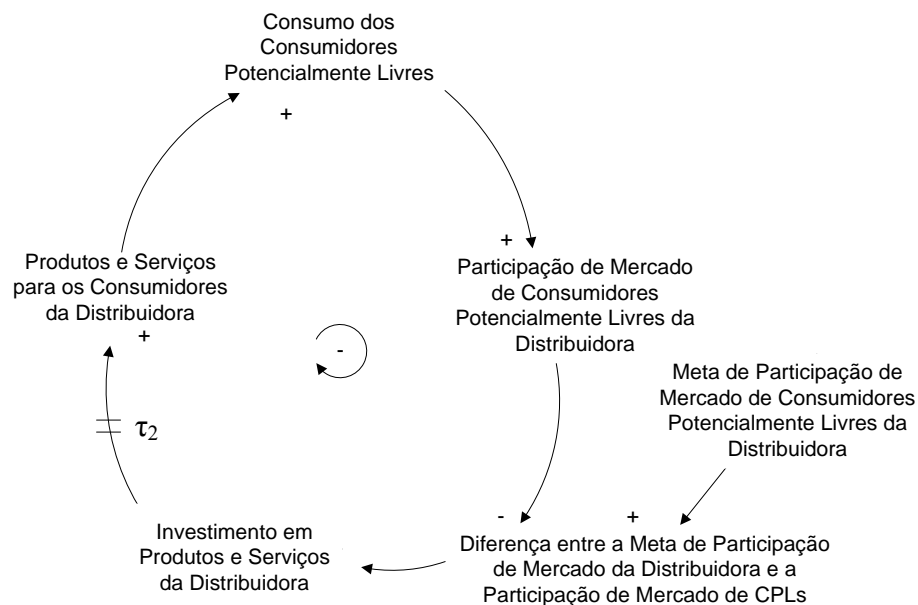 Consumo dos
Consumidores
Potencialmente Livres
+
+
Participação de Mercado
de Consumidores
Potencialmente Livres da
Distribuidora
Produtos e Serviços
para os Consumidores
da Distribuidora
+
-
Meta de Participação de
Mercado de Consumidores
Potencialmente Livres da
Distribuidora
τ2
- +
Diferença entre a Meta de Participação
de Mercado da Distribuidora e a
Participação de Mercado de CPLs
Investimento em
Produtos e Serviços
da Distribuidora